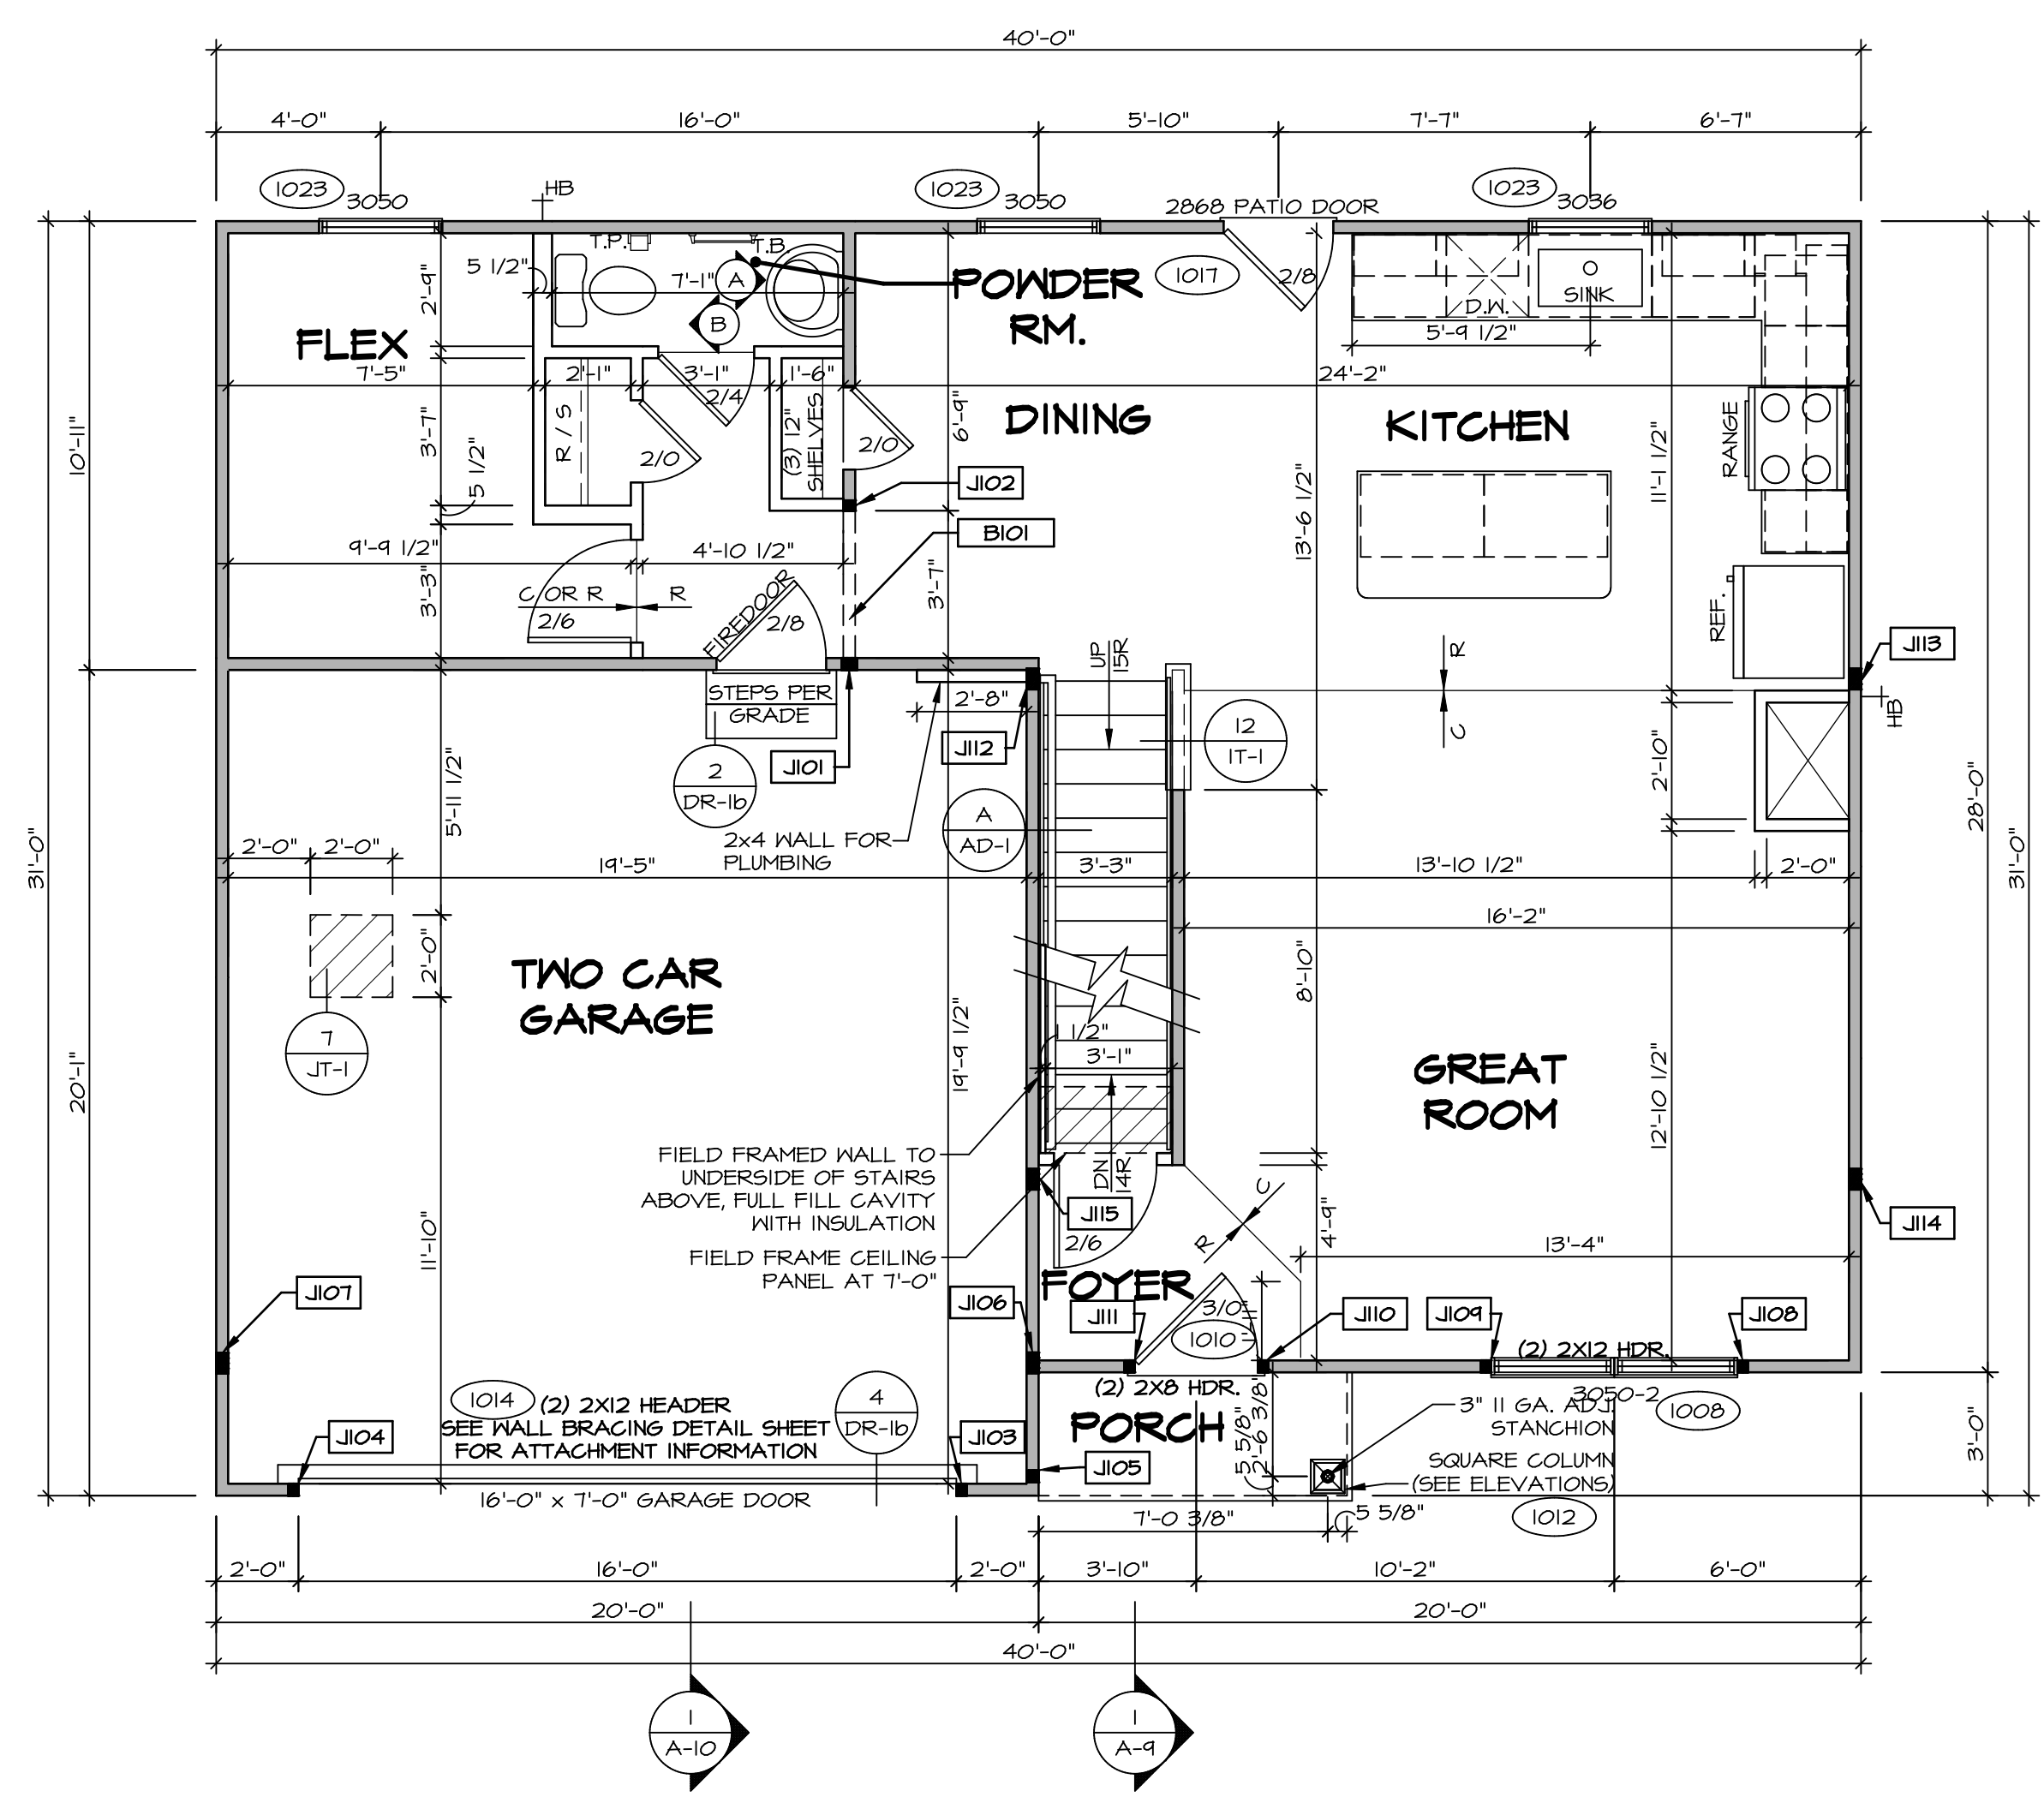 40'-0"
4'-0"
16'-0"
5'-10"
7'-7"
6'-7"
1023
3050
HB
1023
3050
2868 PATIO DOOR
1023
3036
T.P.
T.B.
5 1/2"
7'-1"
A
B
POWDER
RM.
1017
2/8
D.W.
SINK
5'-9 1/2"
2'-9"
FLEX
7'-5"
2'-1"
3'-1"
1'-6"
24'-2"
2/4
R / S
2/0
(3) 12"
SHELVES
2/0
6'-9"
DINING
KITCHEN
RANGE
10'-11"
3'-7"
5 1/2"
J102
B101
13'-6 1/2"
11'-1 1/2"
9'-9 1/2"
4'-10 1/2"
3'-3"
C OR R
R
2/6
FIREDOOR
2/8
3'-7"
REF.
J113
HB
UP
15R
R
C
STEPS PER
GRADE
2'-8"
J112
J101
12
IT-1
2
DR-1b
A
AD-1
5'-11 1/2"
2'-10"
28'-0"
31'-0"
31'-0"
2x4 WALL FOR
PLUMBING
2'-0"
2'-0"
19'-5"
3'-3"
13'-10 1/2"
2'-0"
16'-2"
2'-0"
TWO CAR
GARAGE
8'-10"
7
JT-1
20'-1"
19'-9 1/2"
1 1/2"
3'-1"
GREAT
ROOM
12'-10 1/2"
FIELD FRAMED WALL TO
UNDERSIDE OF STAIRS
ABOVE, FULL FILL CAVITY
WITH INSULATION
FIELD FRAME CEILING
PANEL AT 7'-0"
DN
14R
J115
2/6
C
R
4'-9"
J114
13'-4"
11'-10"
J107
J106
FOYER
J111
3/0
1'-11"
1010
J110
J109
J108
(2) 2X12 HDR.
1014
(2) 2X12 HEADER
SEE WALL BRACING DETAIL SHEET
FOR ATTACHMENT INFORMATION
4
DR-1b
(2) 2X8 HDR.
PORCH
3050-2
1008
3" 11 GA. ADJ.
STANCHION
SQUARE COLUMN
(SEE ELEVATIONS)
1012
5 5/8"
2'-6 3/8"
3'-0"
J104
J103
J105
16'-0" x 7'-0" GARAGE DOOR
7'-0 3/8"
5 5/8"
2'-0"
16'-0"
2'-0"
3'-10"
10'-2"
6'-0"
20'-0"
20'-0"
40'-0"
1
A-10
1
A-9